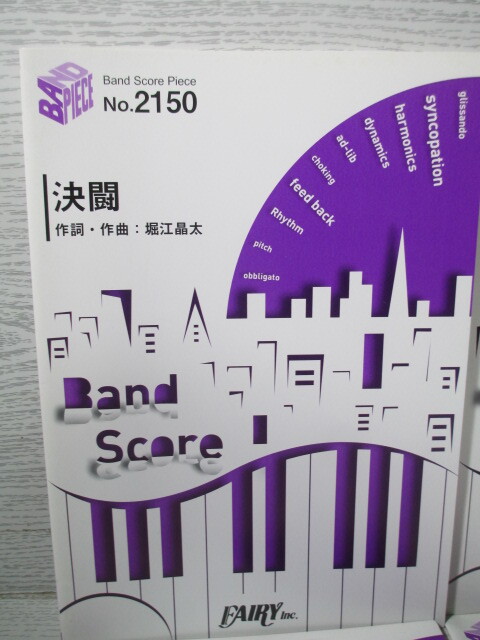 BAND
PIECE
Band Score Piece
No.2150
決闘
作詞・作曲：堀江晶太
glissando
syncopation
harmonics
dynamics
ad-lib
choking
feed back
Rhythm
pitch
obbligato
Band
Score
FAIRY Inc.